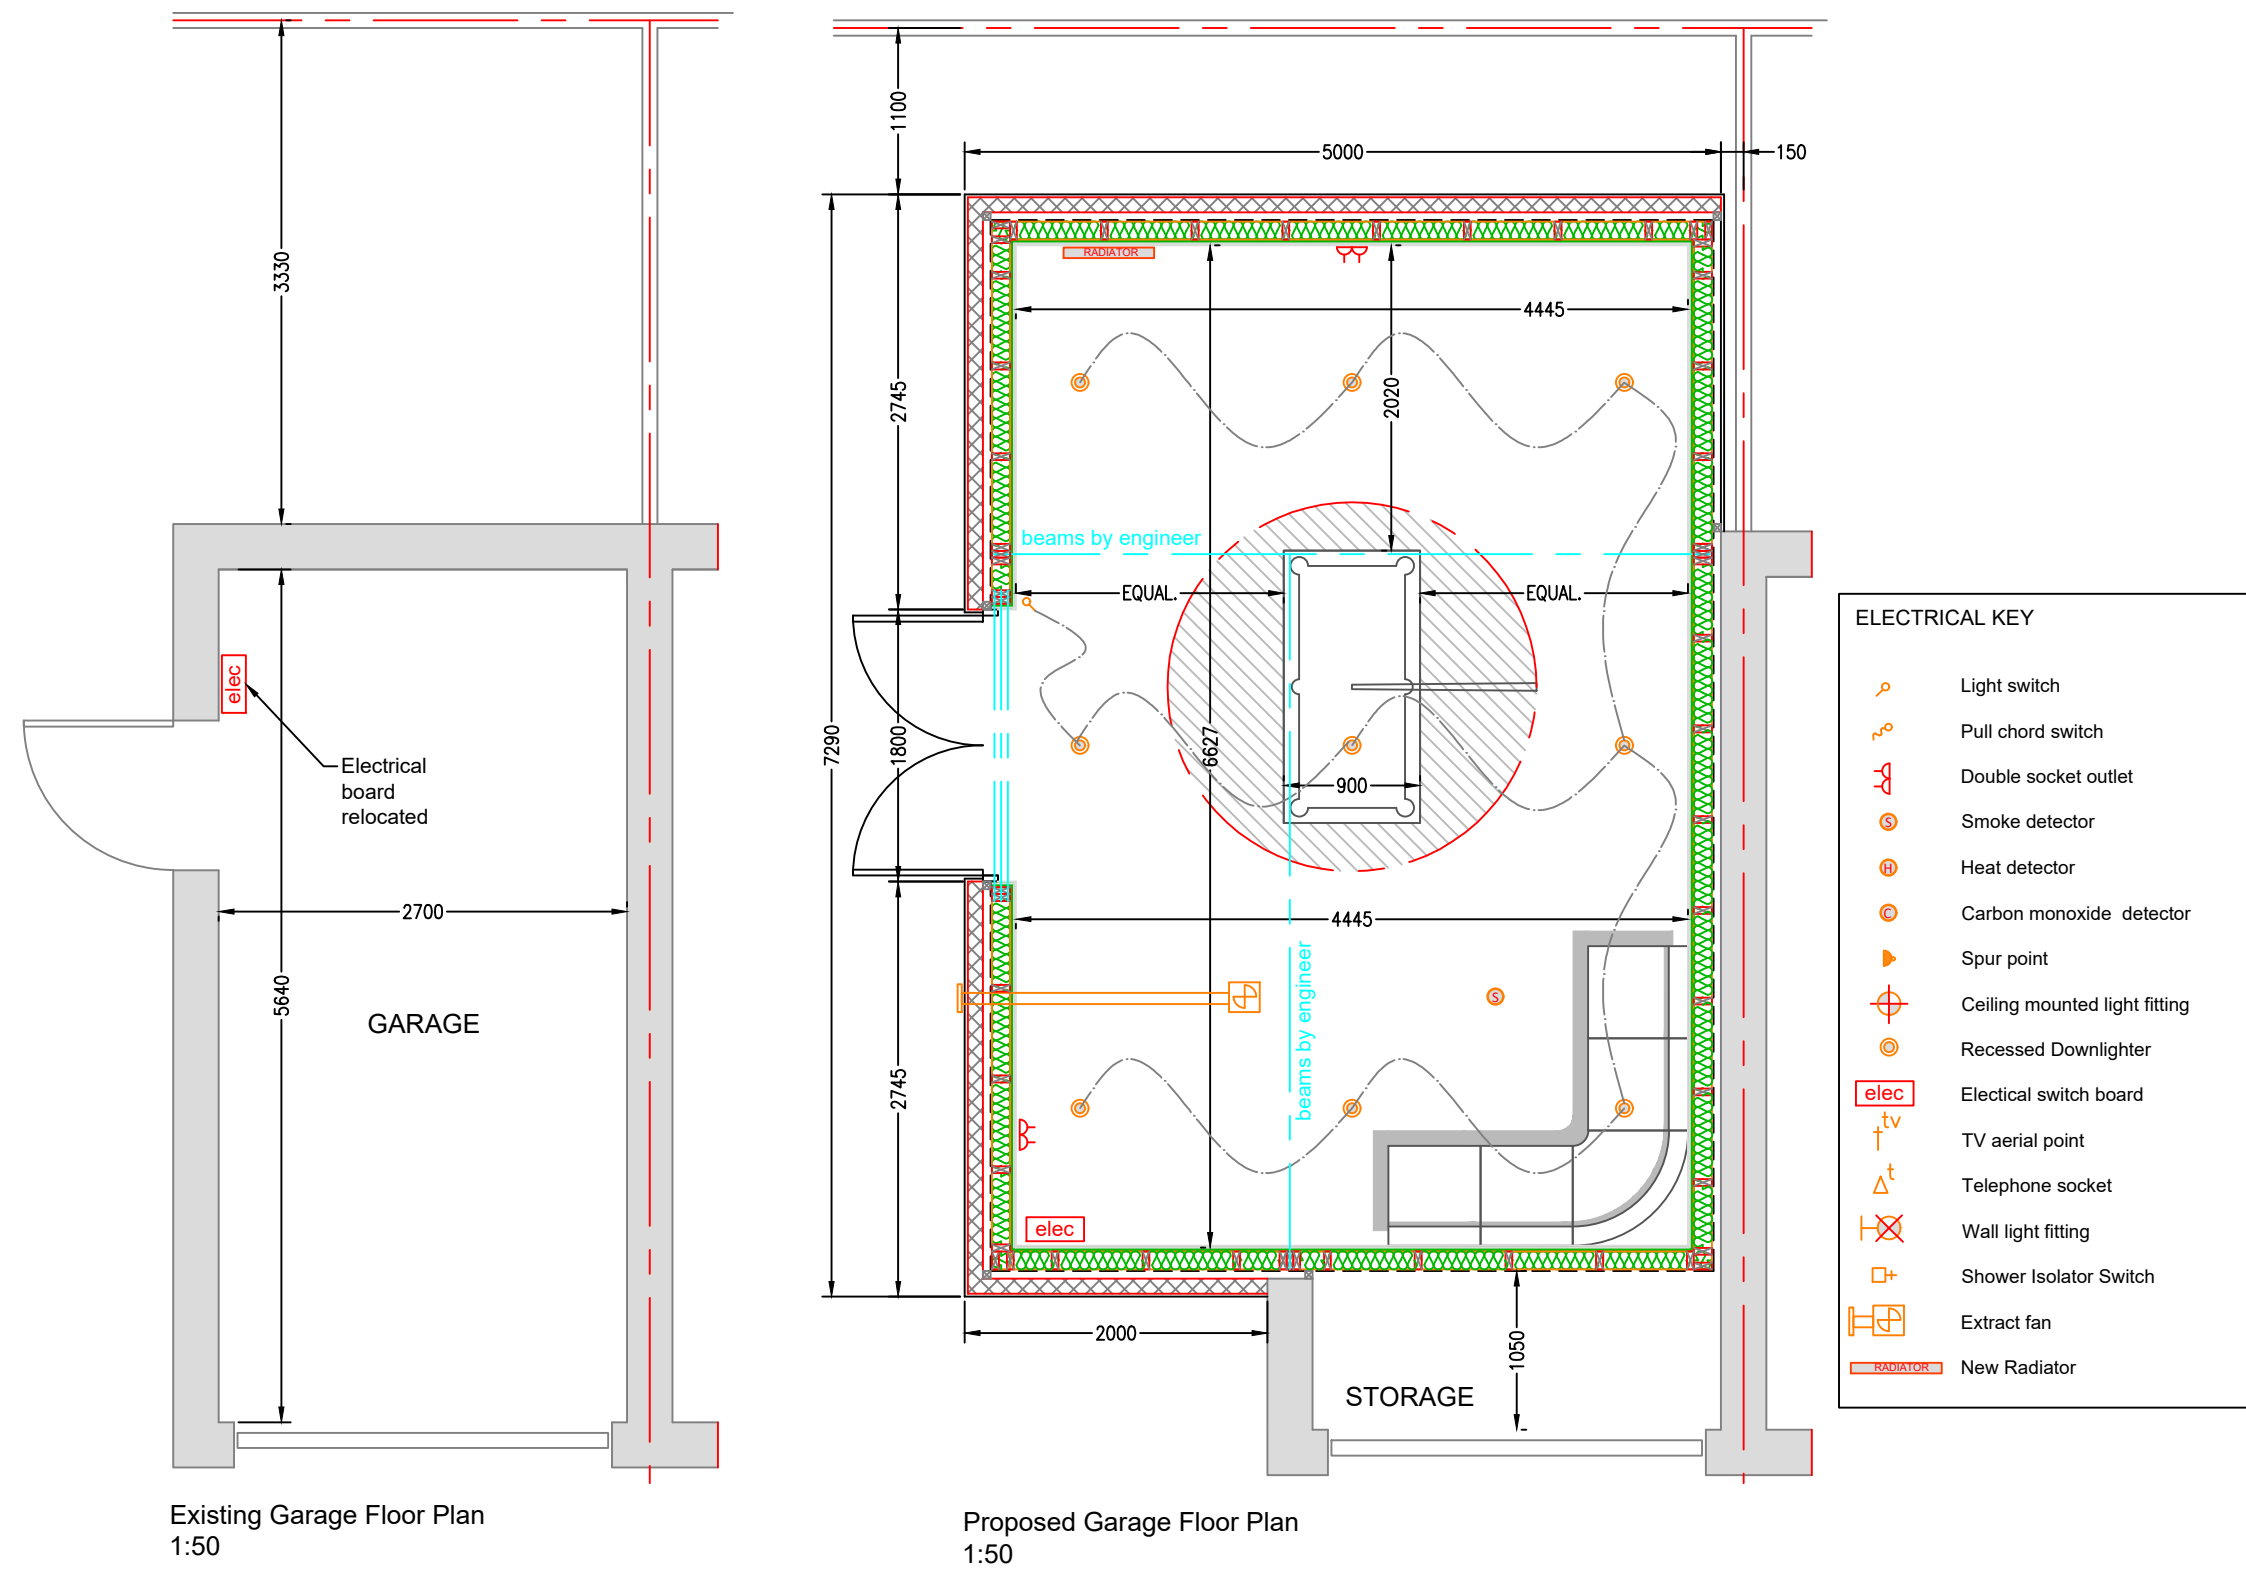 3330
elec
Electrical
board
relocated
2700
5640
GARAGE
Existing Garage Floor Plan
1:50
1100
5000
150
RADIATOR
4445
2745
2020
beams by engineer
EQUAL.
EQUAL.
7290
1800
6627
900
4445
beams by engineer
S
2745
elec
2000
1050
STORAGE
Proposed Garage Floor Plan
1:50
ELECTRICAL KEY
Light switch
Pull chord switch
Double socket outlet
S Smoke detector
H Heat detector
C Carbon monoxide detector
Spur point
Ceiling mounted light fitting
Recessed Downlighter
elec Electical switch board
tv TV aerial point
t Telephone socket
Wall light fitting
Shower Isolator Switch
Extract fan
RADIATOR New Radiator